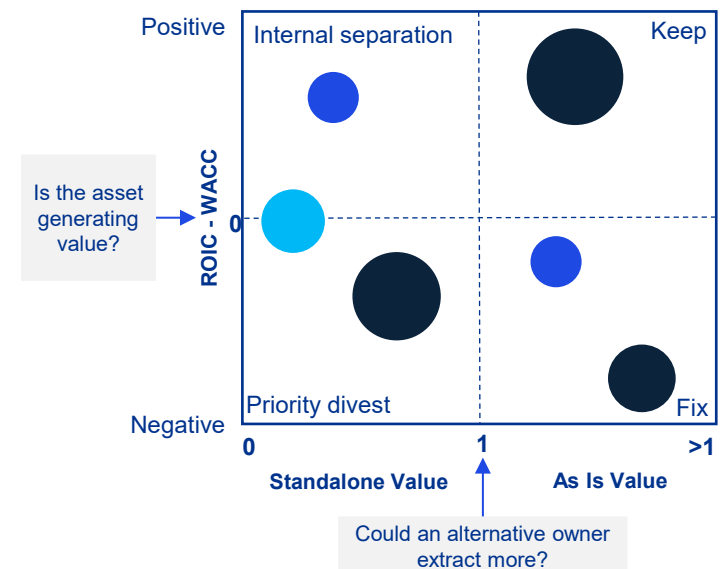 Positive
Internal separation
Keep
Is the asset
generating
value?
ROIC - WACC
0
Priority divest
Fix
Negative
0
1
>1
Standalone Value
As Is Value
Could an alternative owner
extract more?